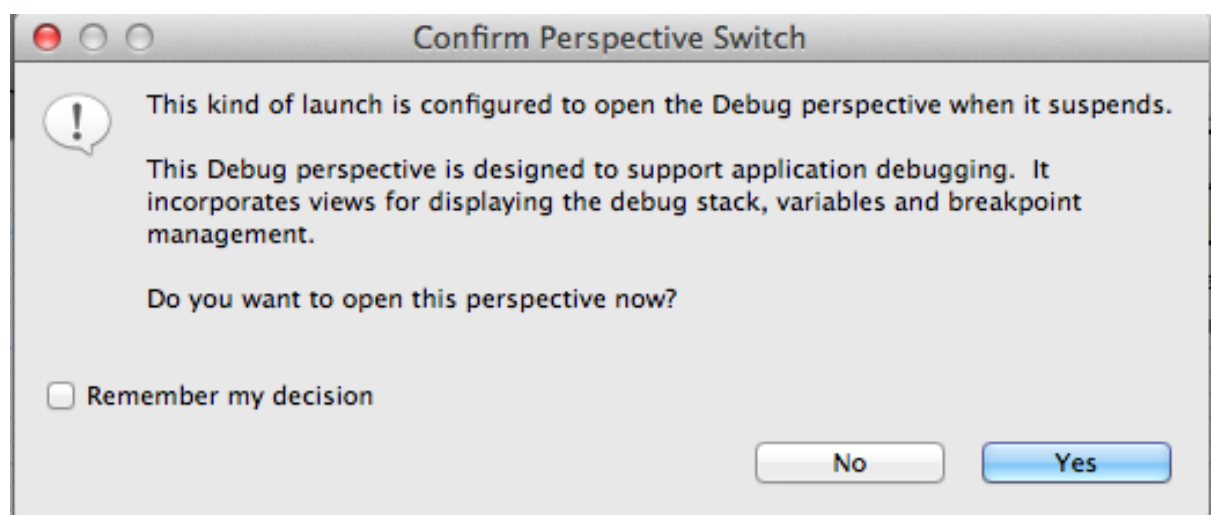 Confirm Perspective Switch
This kind of launch is configured to open the Debug perspective when it suspends.
This Debug perspective is designed to support application debugging.  It
incorporates views for displaying the debug stack, variables and breakpoint
management.
Do you want to open this perspective now?
Remember my decision
No
Yes